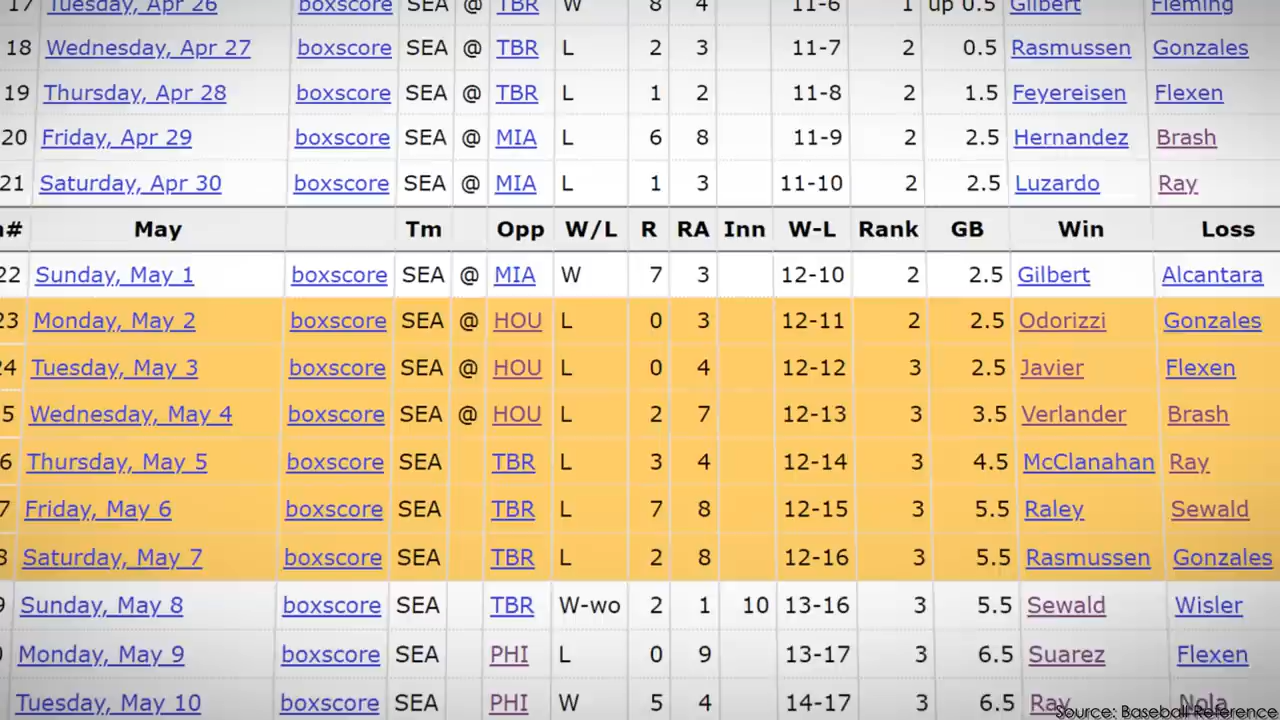 17 Tuesday, Apr 26 boxscore SEA @ TBR W 8 4 11-6 1 up 0.5 Gilbert Fleming
18 Wednesday, Apr 27 boxscore SEA @ TBR L 2 3 11-7 2 0.5 Rasmussen Gonzales
19 Thursday, Apr 28 boxscore SEA @ TBR L 1 2 11-8 2 1.5 Feyereisen Flexen
20 Friday, Apr 29 boxscore SEA @ MIA L 6 8 11-9 2 2.5 Hernandez Brash
21 Saturday, Apr 30 boxscore SEA @ MIA L 1 3 11-10 2 2.5 Luzardo Ray
# May Tm Opp W/L R RA Inn W-L Rank GB Win Loss
22 Sunday, May 1 boxscore SEA @ MIA W 7 3 12-10 2 2.5 Gilbert Alcantara
23 Monday, May 2 boxscore SEA @ HOU L 0 3 12-11 2 2.5 Odorizzi Gonzales
24 Tuesday, May 3 boxscore SEA @ HOU L 0 4 12-12 3 2.5 Javier Flexen
5 Wednesday, May 4 boxscore SEA @ HOU L 2 7 12-13 3 3.5 Verlander Brash
6 Thursday, May 5 boxscore SEA TBR L 3 4 12-14 3 4.5 McClanahan Ray
7 Friday, May 6 boxscore SEA TBR L 7 8 12-15 3 5.5 Raley Sewald
8 Saturday, May 7 boxscore SEA TBR L 2 8 12-16 3 5.5 Rasmussen Gonzales
9 Sunday, May 8 boxscore SEA TBR W-wo 2 1 10 13-16 3 5.5 Sewald Wisler
Monday, May 9 boxscore SEA PHI L 0 9 13-17 3 6.5 Suarez Flexen
Tuesday, May 10 boxscore SEA PHI W 5 4 14-17 3 6.5 Ray Nola
Source: Baseball Reference